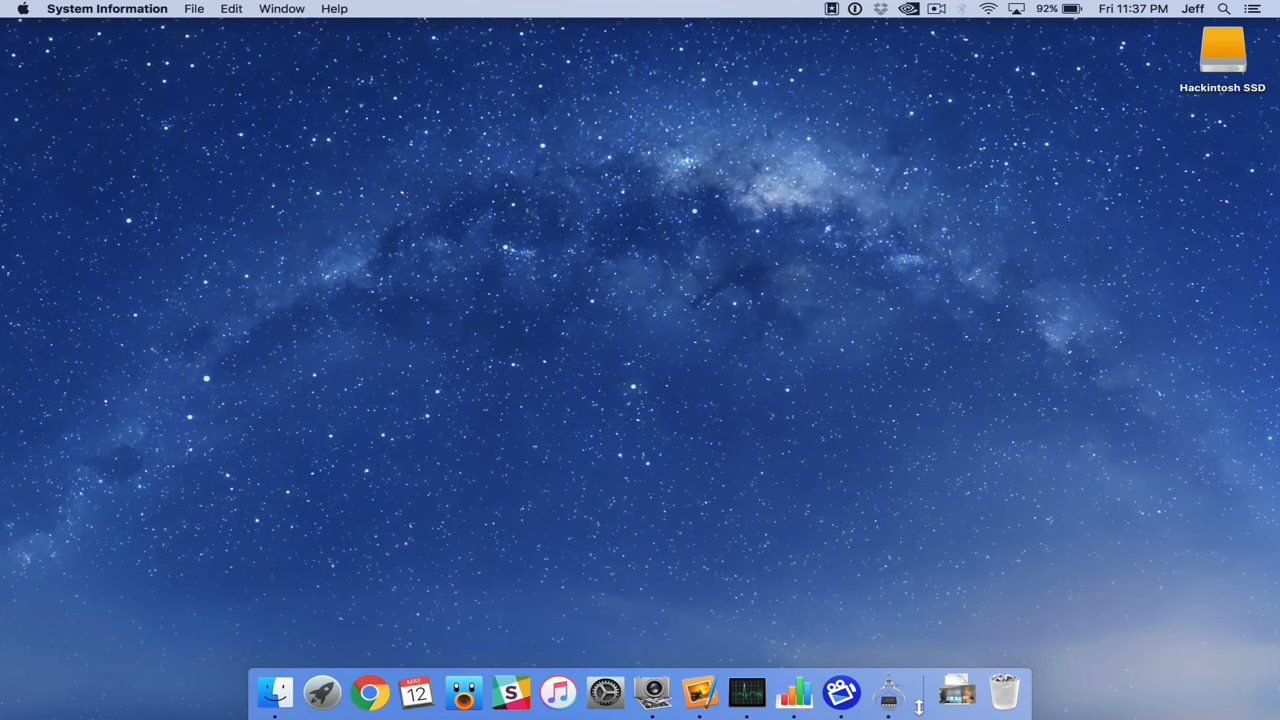 System Information File Edit Window Help 92% Fri 11:37 PM Jeff
Hackintosh SSD
MAY
12
S